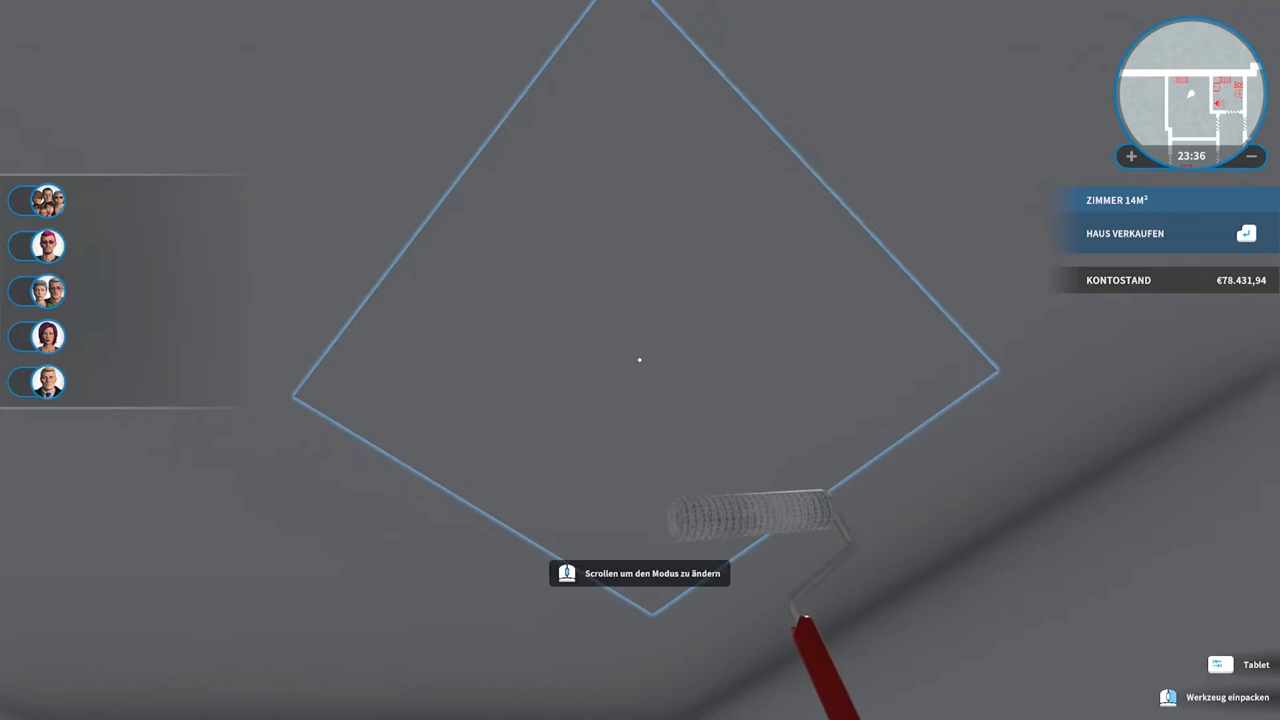 23:36
ZIMMER 14M²
HAUS VERKAUFEN
KONTOSTAND €78.431,94
Scrollen um den Modus zu ändern
Tablet
Werkzeug einpacken